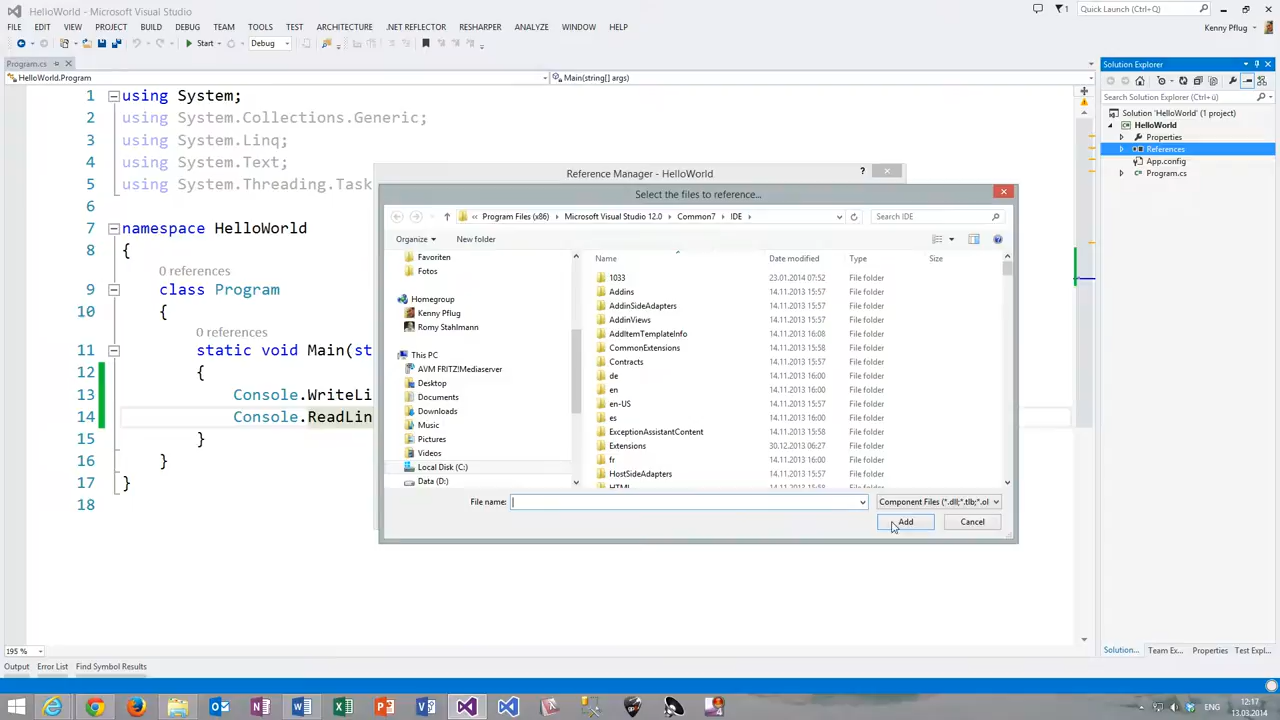 HelloWorld - Microsoft Visual Studio
Quick Launch (Ctrl+Q)
FILE EDIT VIEW PROJECT BUILD DEBUG TEAM TOOLS TEST ARCHITECTURE .NET REFLECTOR RESHARPER ANALYZE WINDOW HELP
Kenny Pflug
Start Debug
Program.cs
HelloWorld.Program
Main(string[] args)
1 using System;
2 using System.Collections.Generic;
3 using System.Linq;
4 using System.Text;
5 using System.Threading.Task
6
7 namespace HelloWorld
8 {
0 references
9 class Program
10 {
0 references
11 static void Main(st
12 {
13 Console.WriteLi
14 Console.ReadLin
15 }
16 }
17 }
18
195 %
Output Error List Find Symbol Results
Reference Manager - HelloWorld
Select the files to reference...
« Program Files (x86) Microsoft Visual Studio 12.0 Common7 IDE
Search IDE
Organize New folder
Favoriten
Fotos
Homegroup
Kenny Pflug
Romy Stahlmann
This PC
AVM FRITZ!Mediaserver
Desktop
Documents
Downloads
Music
Pictures
Videos
Local Disk (C:)
Data (D:)
Name Date modified Type Size
1033 23.01.2014 07:52 File folder
Addins 14.11.2013 15:57 File folder
AddinSideAdapters 14.11.2013 15:57 File folder
AddinViews 14.11.2013 15:57 File folder
AddItemTemplateInfo 14.11.2013 16:08 File folder
CommonExtensions 14.11.2013 15:58 File folder
Contracts 14.11.2013 15:57 File folder
de 14.11.2013 16:00 File folder
en 14.11.2013 16:00 File folder
en-US 14.11.2013 15:57 File folder
es 14.11.2013 16:00 File folder
ExceptionAssistantContent 14.11.2013 15:58 File folder
Extensions 30.12.2013 06:27 File folder
fr 14.11.2013 16:00 File folder
HostSideAdapters 14.11.2013 15:57 File folder
HTML 14.11.2013 15:58 File folder
File name:
Component Files (*.dll;*.tlb;*.ol
Add Cancel
Solution Explorer
Search Solution Explorer (Ctrl+ü)
Solution 'HelloWorld' (1 project)
HelloWorld
Properties
References
App.config
Program.cs
Solution... Team Ex... Properties Test Expl...
ENG
12:17
13.03.2014